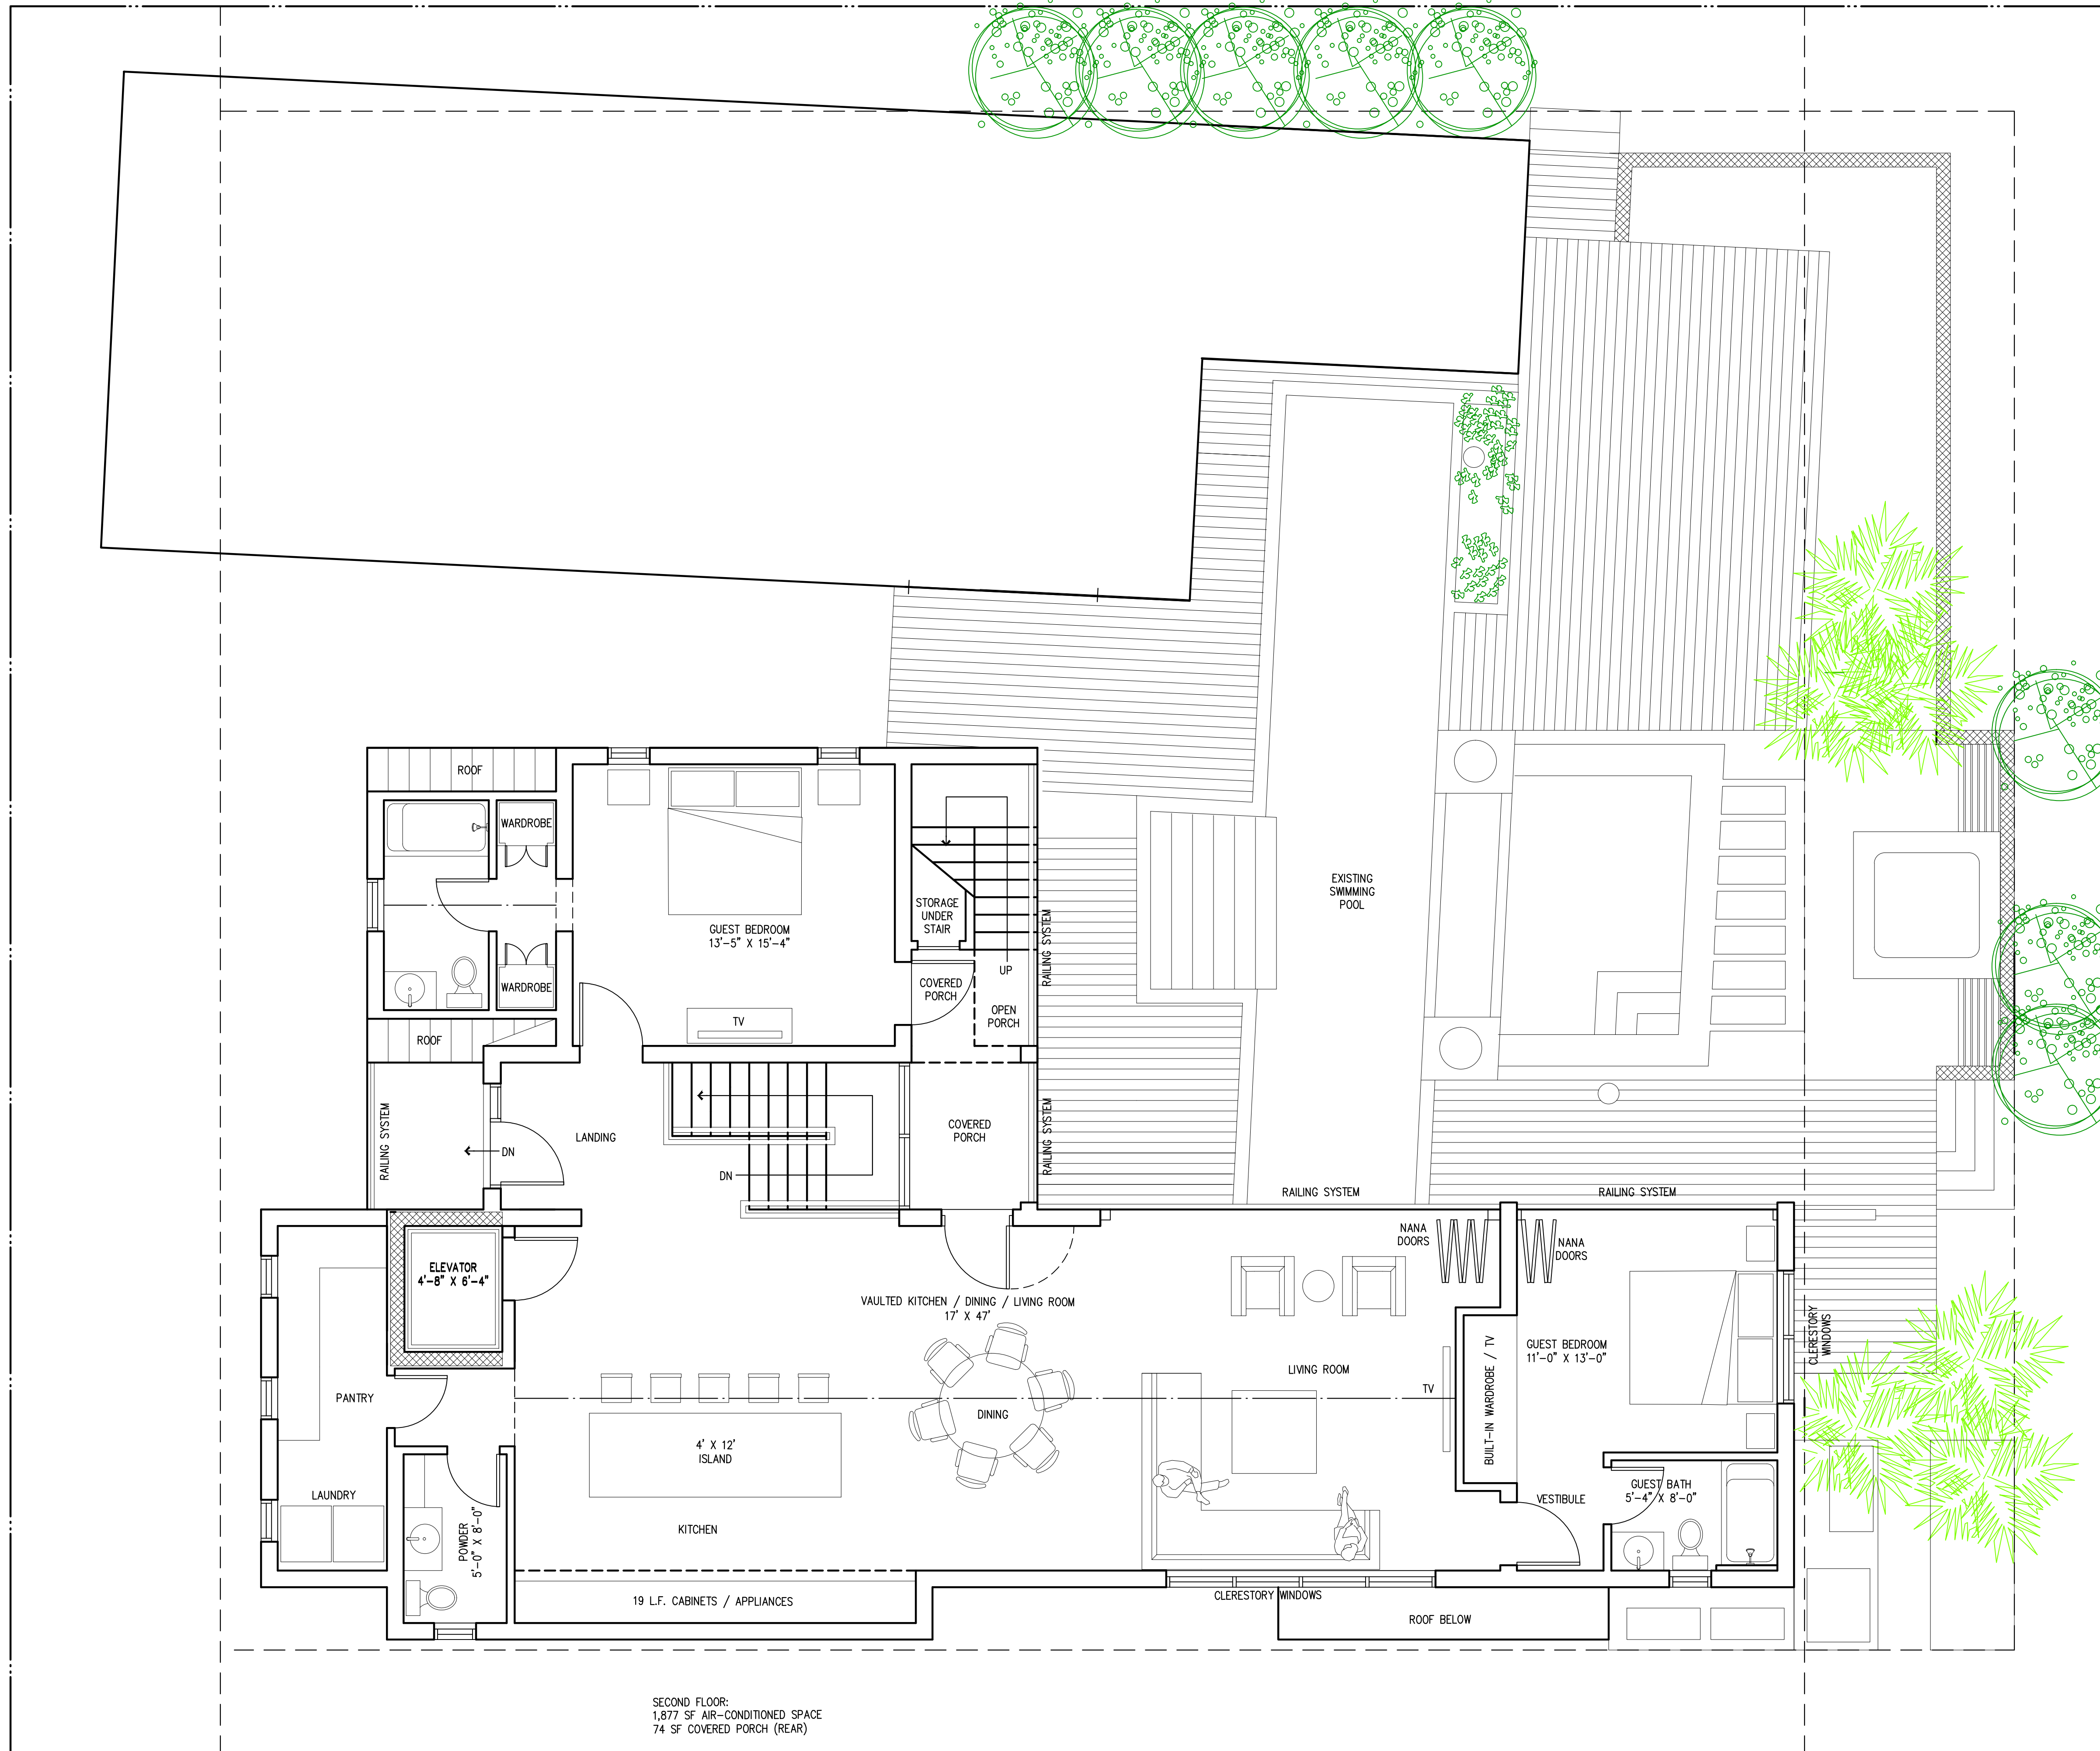 ROOF
WARDROBE
EXISTING
SWIMMING
POOL
STORAGE
UNDER
STAIR
GUEST BEDROOM
13'-5" X 15'-4"
RAILING SYSTEM
UP
WARDROBE
COVERED
PORCH
OPEN
PORCH
TV
ROOF
RAILING SYSTEM
LANDING
COVERED
PORCH
RAILING SYSTEM
DN
DN
RAILING SYSTEM
RAILING SYSTEM
NANA
DOORS
NANA
DOORS
ELEVATOR
4'-8" X 6'-4"
VAULTED KITCHEN / DINING / LIVING ROOM
17' X 47'
CLERESTORY
WINDOWS
GUEST BEDROOM
11'-0" X 13'-0"
LIVING ROOM
BUILT-IN WARDROBE / TV
TV
PANTRY
DINING
4' X 12'
ISLAND
GUEST BATH
5'-4" X 8'-0"
LAUNDRY
VESTIBULE
KITCHEN
POWDER
5'-0" X 8'-0"
CLERESTORY WINDOWS
19 L.F. CABINETS / APPLIANCES
ROOF BELOW
SECOND FLOOR:
1,877 SF AIR-CONDITIONED SPACE
74 SF COVERED PORCH (REAR)